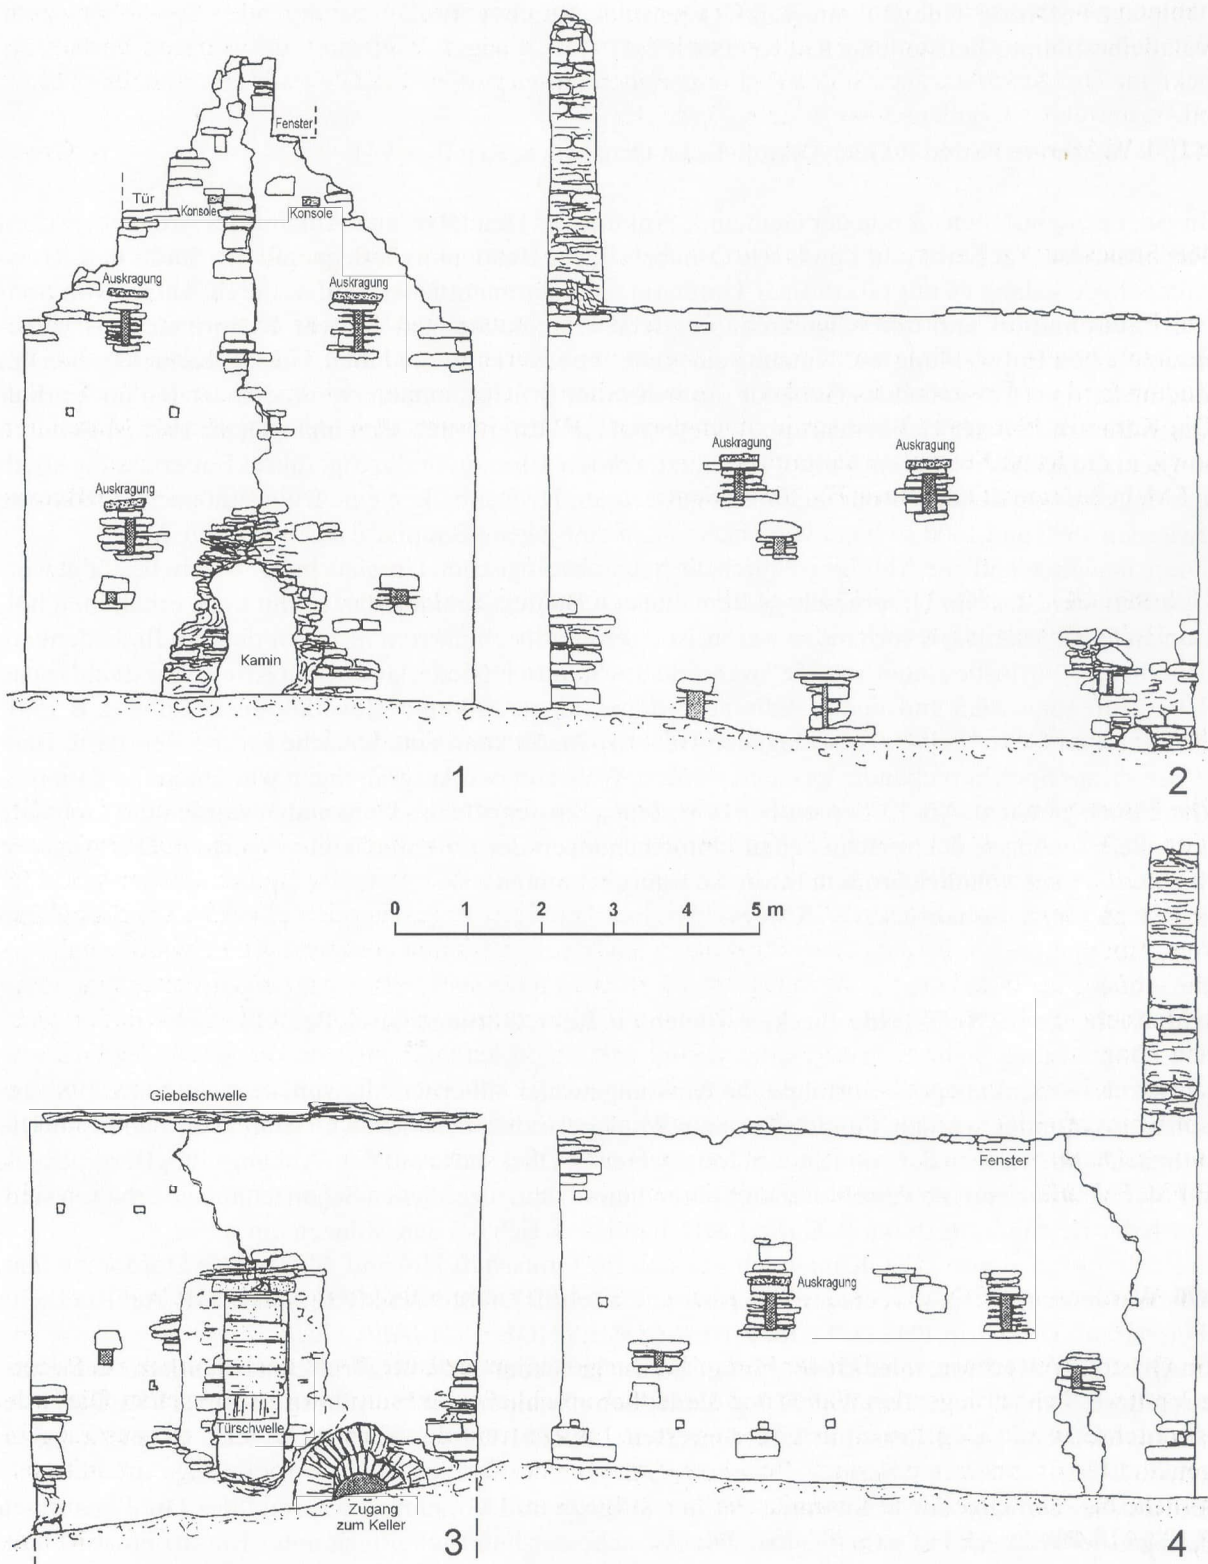 Fenster
Tür
Konsole
Konsole
Auskragung
Auskragung
Auskragung
Kamin
1
Auskragung
Auskragung
2
0 1 2 3 4 5 m
Giebelschwelle
Türschwelle
Zugang
zum Keller
3
Fenster
Auskragung
4